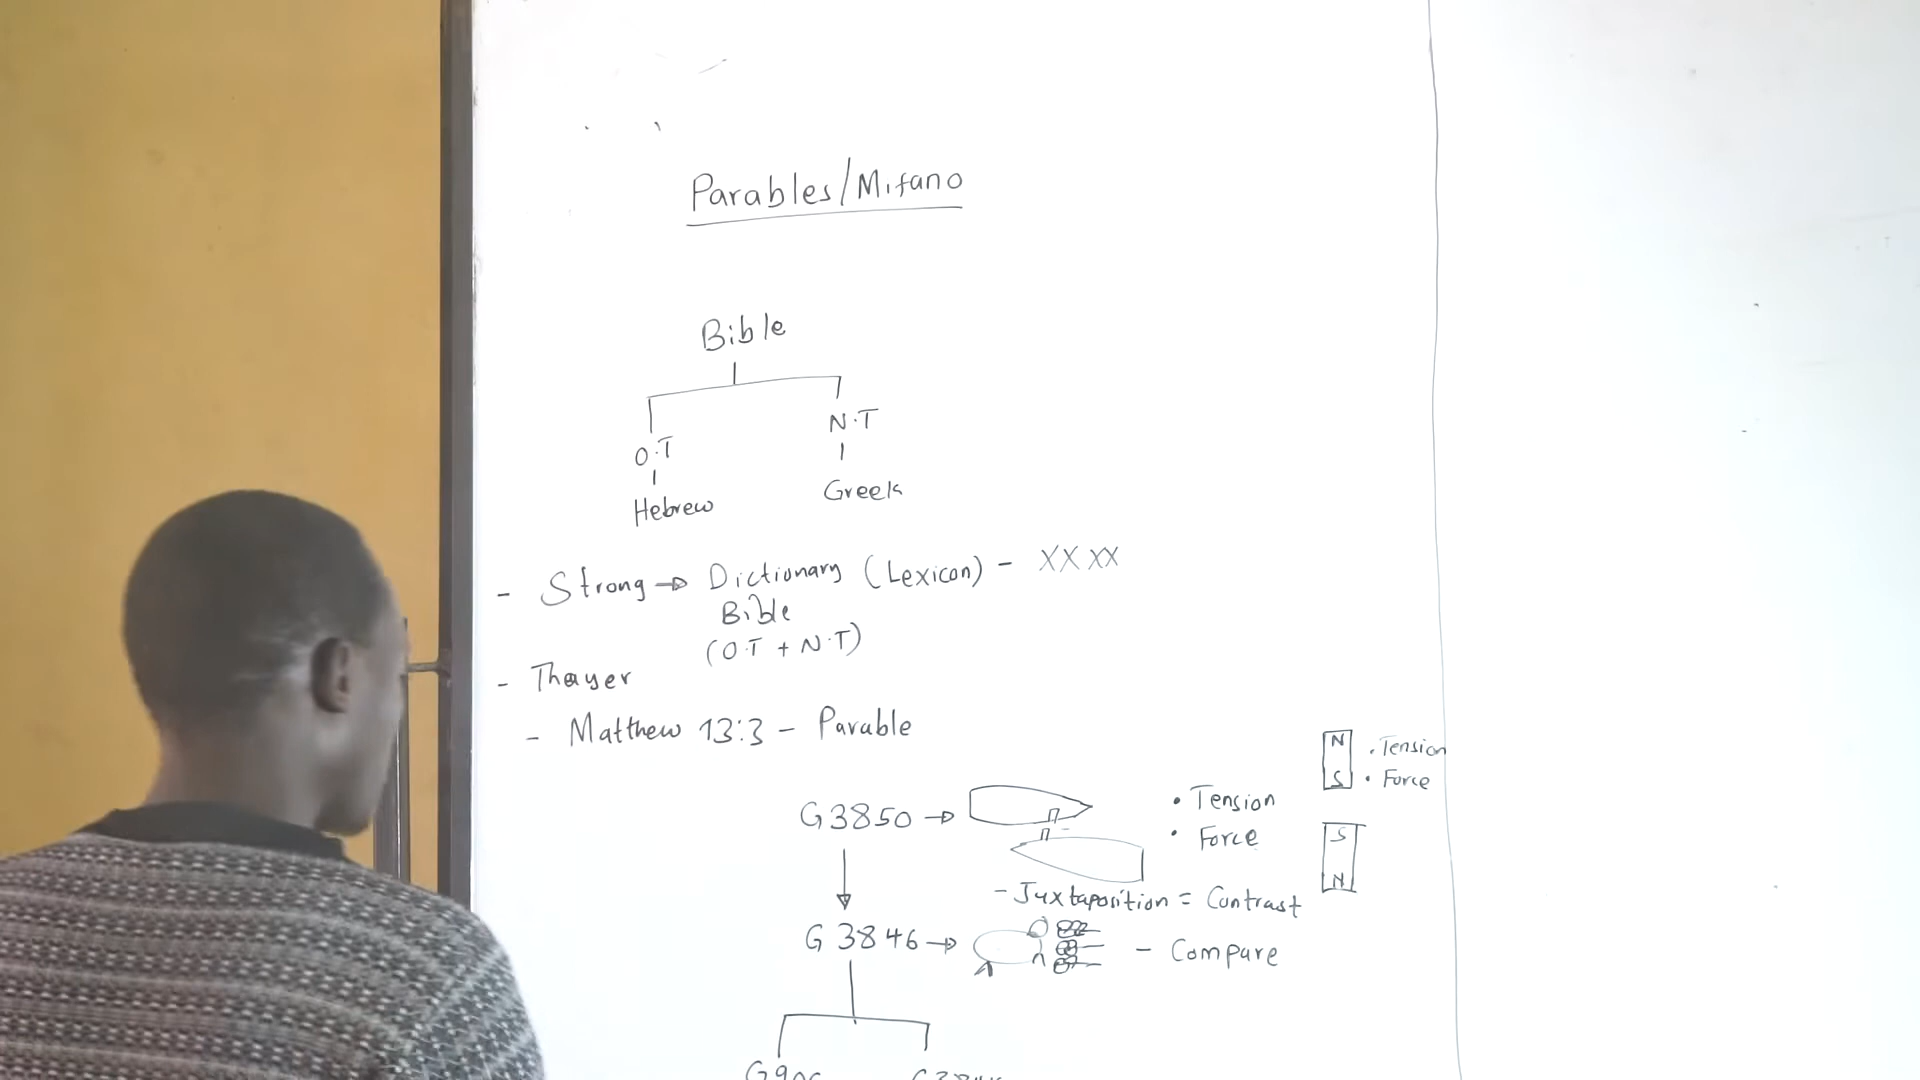 Parables/Mifano
Bible
O.T
N.T
Hebrew
Greek
- Strong → Dictionary (Lexicon) - XXXX
Bible
(O.T + N.T)
- Thayer
- Matthew 13:3 - Parable
N
S
• Tension
• Force
G3850 →
• Tension
• Force
S
N
- Juxtaposition = Contrast
G3846 →
- Compare